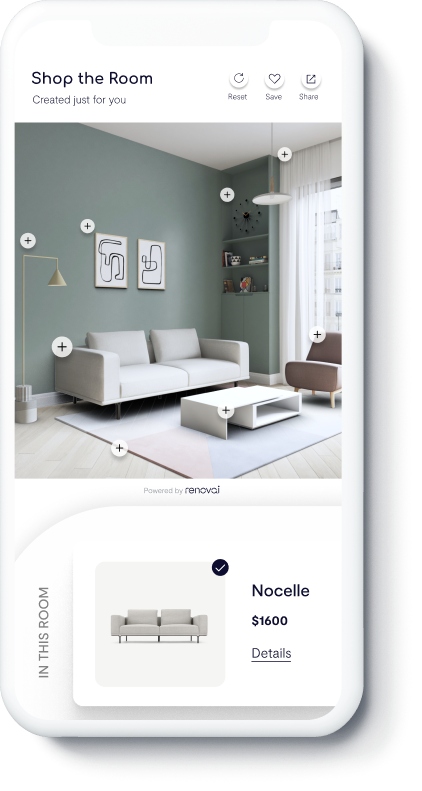 Shop the Room
Created just for you
Reset
Save
Share
Powered by renovai
IN THIS ROOM
Nocelle
$1600
Details